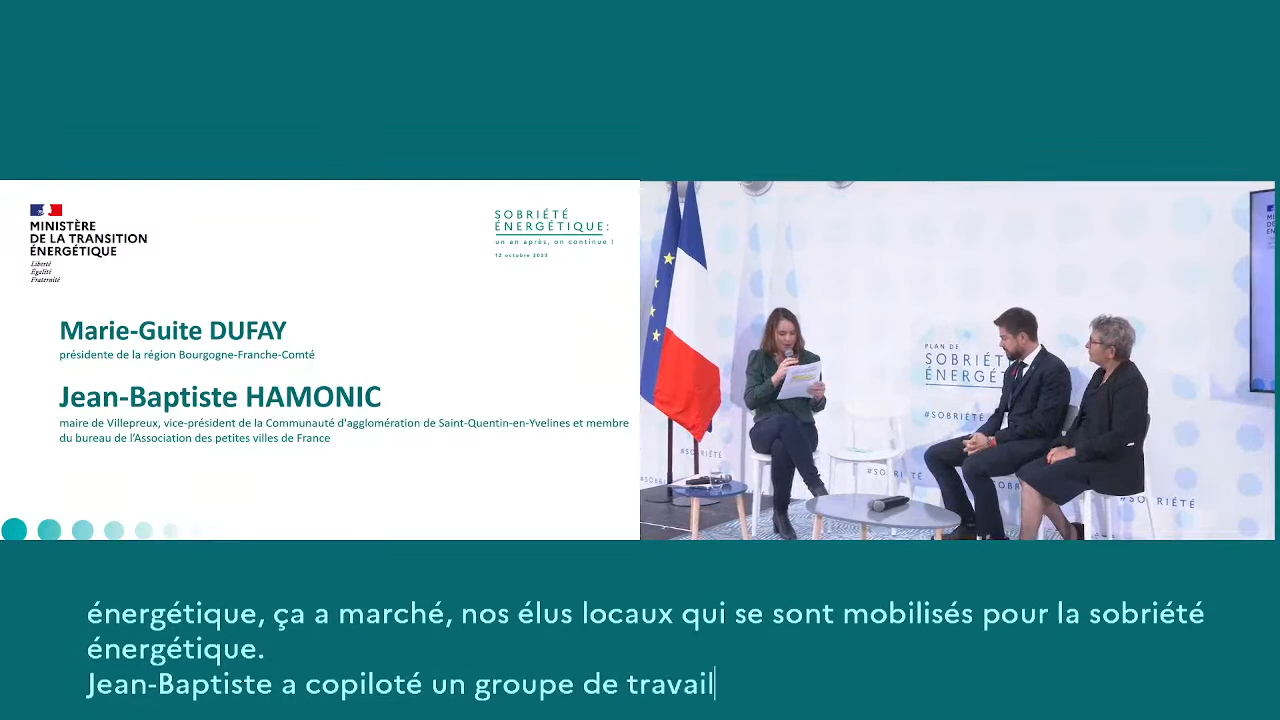 MINISTÈRE
DE LA TRANSITION
ÉNERGÉTIQUE
Liberté
Égalité
Fraternité
SOBRIÉTÉ
ÉNERGÉTIQUE:
un an après, on continue !
12 octobre 2023
Marie-Guite DUFAY
présidente de la région Bourgogne-Franche-Comté
Jean-Baptiste HAMONIC
maire de Villepreux, vice-président de la Communauté d'agglomération de Saint-Quentin-en-Yvelines et membre
du bureau de l'Association des petites villes de France
PLAN DE
SOBRIÉT
ÉNERGÉT
#SOBRIÉTÉ
énergétique, ça a marché, nos élus locaux qui se sont mobilisés pour la sobriété
énergétique.
Jean-Baptiste a copiloté un groupe de travail